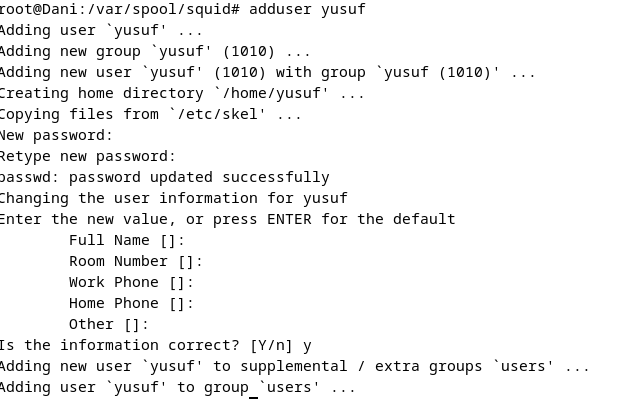 root@Dani:/var/spool/squid# adduser yusuf
Adding user `yusuf' ...
Adding new group `yusuf' (1010) ...
Adding new user `yusuf' (1010) with group `yusuf (1010)' ...
Creating home directory `/home/yusuf' ...
Copying files from `/etc/skel' ...
New password:
Retype new password:
passwd: password updated successfully
Changing the user information for yusuf
Enter the new value, or press ENTER for the default
        Full Name []:
        Room Number []:
        Work Phone []:
        Home Phone []:
        Other []:
Is the information correct? [Y/n] y
Adding new user `yusuf' to supplemental / extra groups `users' ...
Adding user `yusuf' to group `users' ...